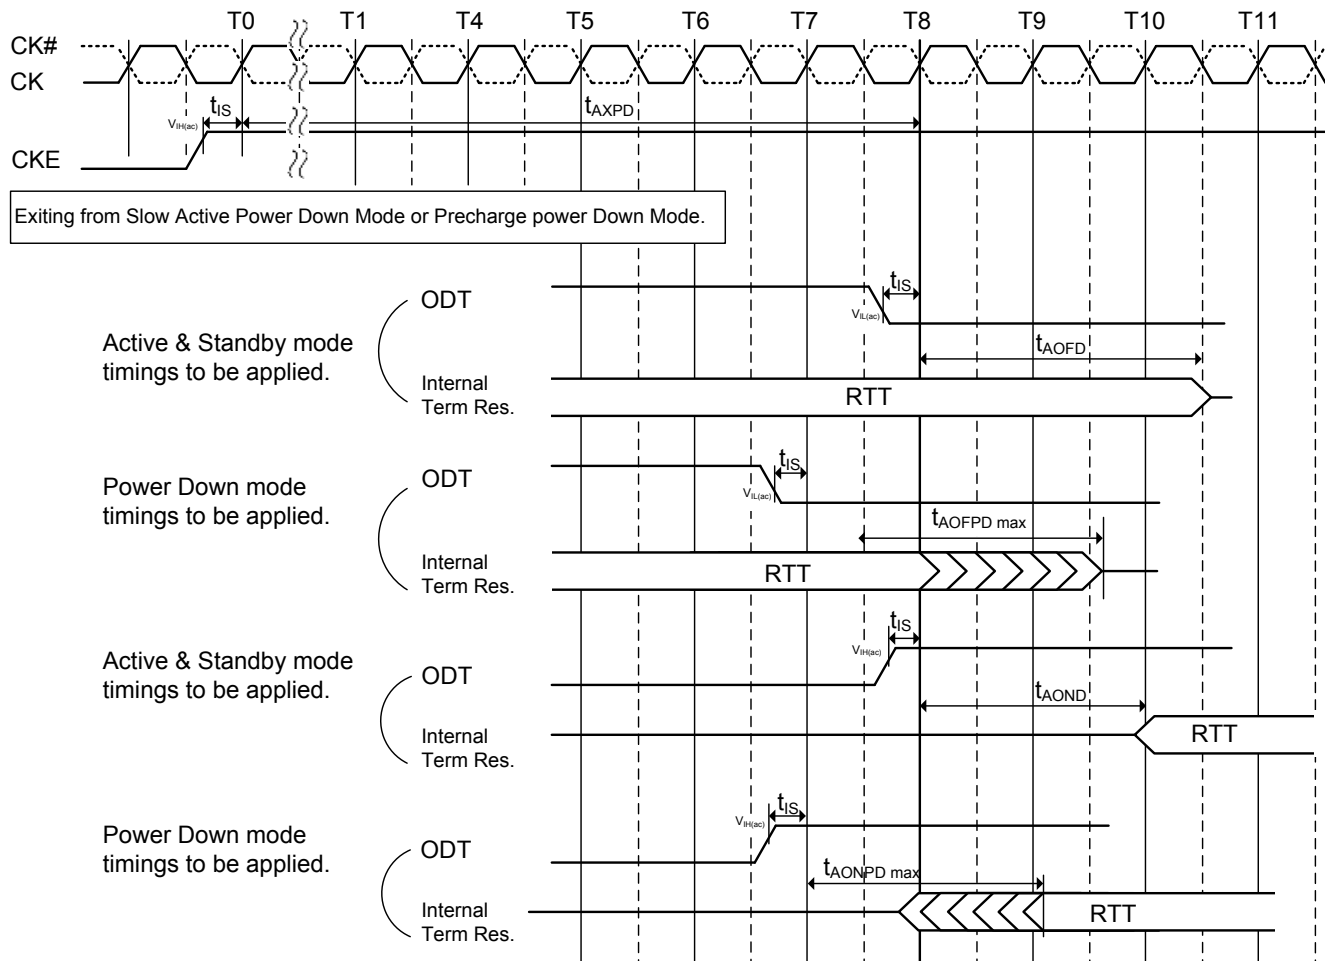 T0 T1 T4 T5 T6 T7 T8 T9 T10 T11
CK#
CK
tIS tAXPD
VIH(ac)
CKE
Exiting from Slow Active Power Down Mode or Precharge power Down Mode.
ODT tIS
VIL(ac)
Active & Standby mode
timings to be applied.
tAOFD
Internal
Term Res.
RTT
ODT tIS
VIL(ac)
Power Down mode
timings to be applied.
tAOFPD max
Internal
Term Res.
RTT
tIS
VIH(ac)
Active & Standby mode
timings to be applied.
ODT
tAOND
Internal
Term Res.
RTT
tIS
VIH(ac)
Power Down mode
timings to be applied.
ODT
tAONPD max
Internal
Term Res.
RTT